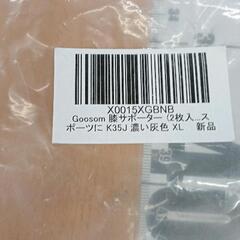 X0015XGBNB
Goosom 膝サポーター (2枚入...ス
ポーツに K35J 濃い灰色 XL 新品